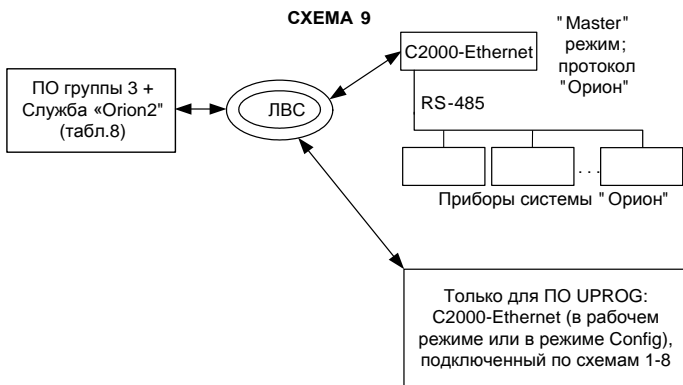 СХЕМА 9
ПО группы 3 +
Служба «Orion2"
(табл.8)
ЛВС
C2000-Ethernet
"Master"
режим;
протокол
"Орион"
RS-485
...
Приборы системы "Орион"
Только для ПО UPROG:
C2000-Ethernet (в рабочем
режиме или в режиме Config),
подключенный по схемам 1-8